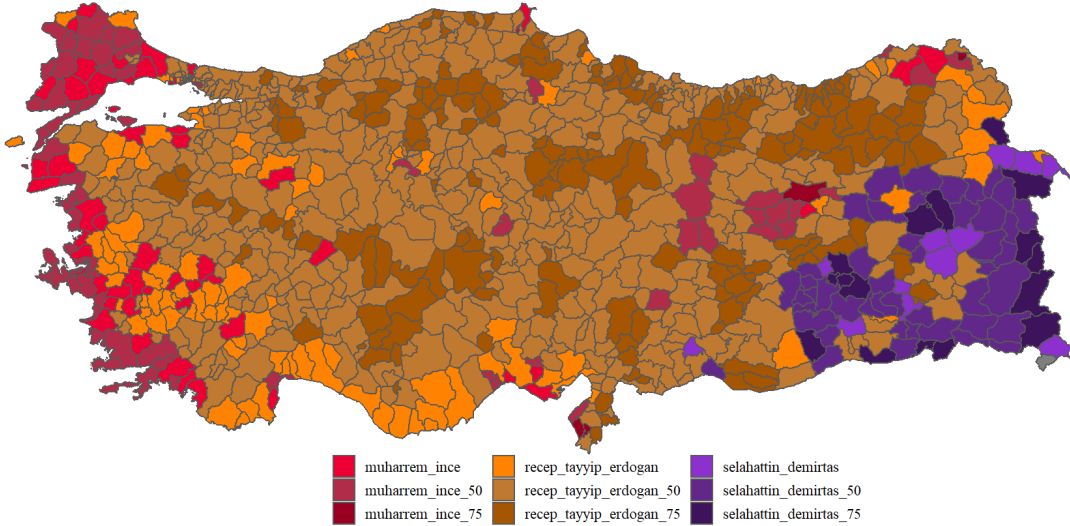 muharrem_ince recep_tayyip_erdogan selahattin_demirtas
muharrem_ince_50 recep_tayyip_erdogan_50 selahattin_demirtas_50
muharrem_ince_75 recep_tayyip_erdogan_75 selahattin_demirtas_75